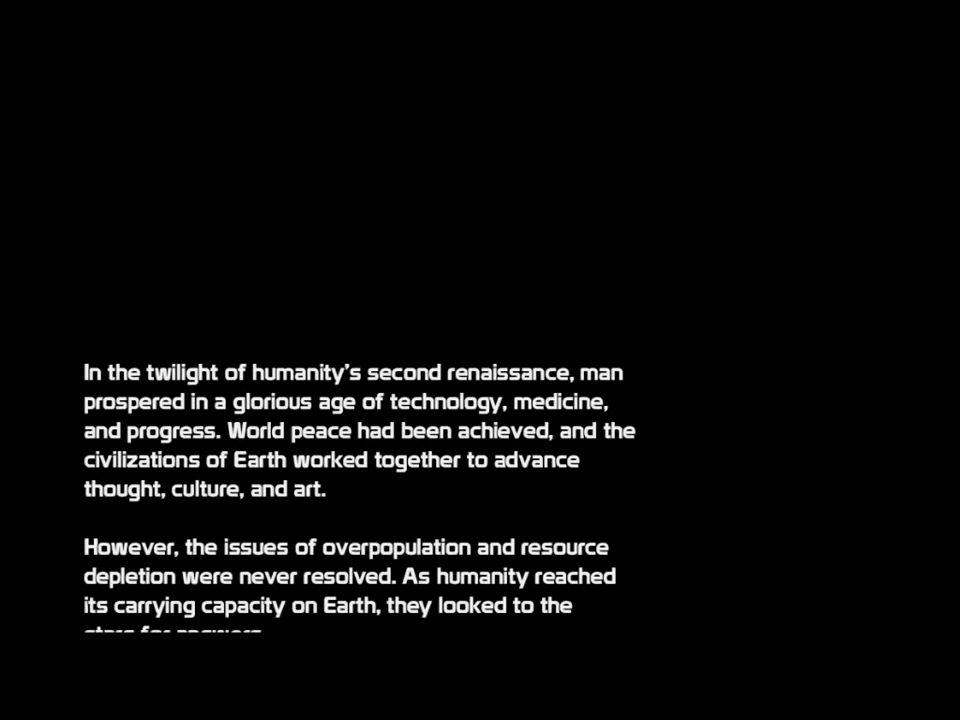 In the twilight of humanity's second renaissance, man
prospered in a glorious age of technology, medicine,
and progress. World peace had been achieved, and the
civilizations of Earth worked together to advance
thought, culture, and art.
However, the issues of overpopulation and resource
depletion were never resolved. As humanity reached
its carrying capacity on Earth, they looked to the
stars for answers.